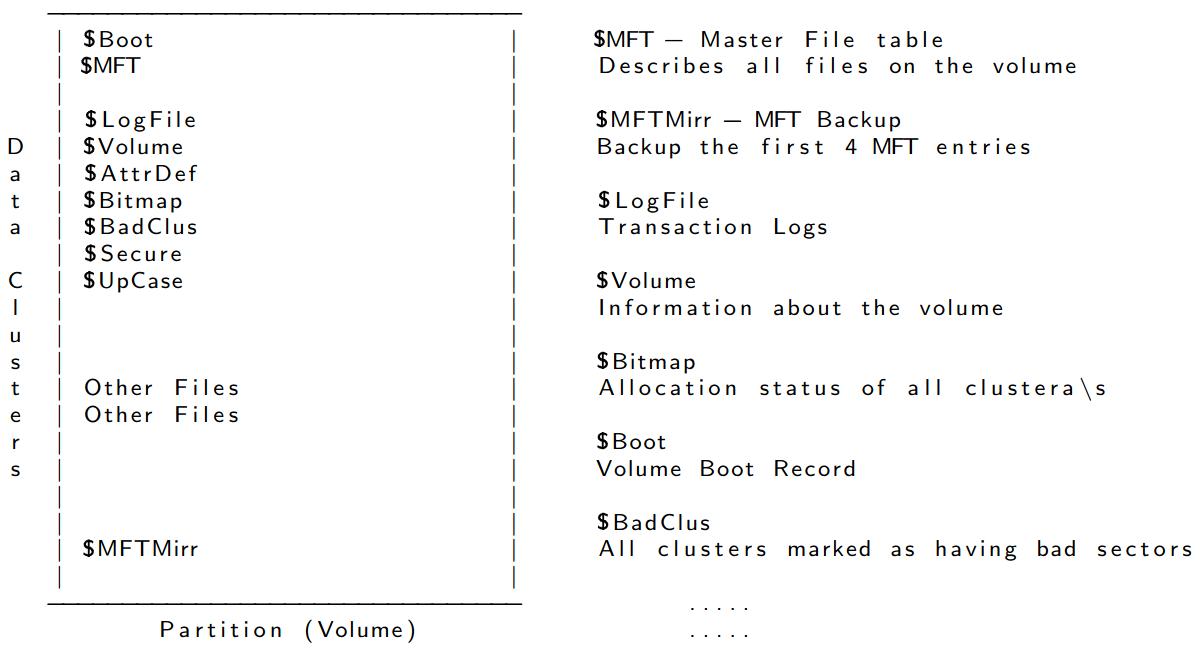 $Boot
$MFT
$LogFile
$Volume
$AttrDef
$Bitmap
$BadClus
$Secure
$UpCase
Other Files
Other Files
$MFTMirr
Data Clusters
Partition (Volume)
$MFT — Master File table
Describes all files on the volume
$MFTMirr — MFT Backup
Backup the first 4 MFT entries
$LogFile
Transaction Logs
$Volume
Information about the volume
$Bitmap
Allocation status of all clustera\s
$Boot
Volume Boot Record
$BadClus
All clusters marked as having bad sectors
.....
.....